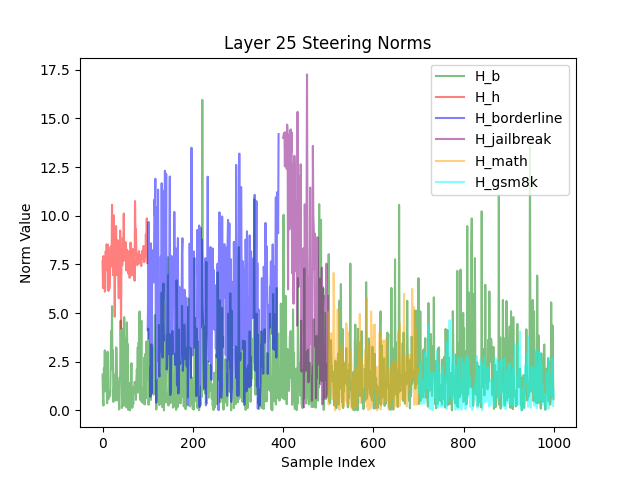 Layer 25 Steering Norms
17.5
15.0
12.5
10.0
7.5
5.0
2.5
0.0
Norm Value
H_b
H_h
H_borderline
H_jailbreak
H_math
H_gsm8k
0 200 400 600 800 1000
Sample Index